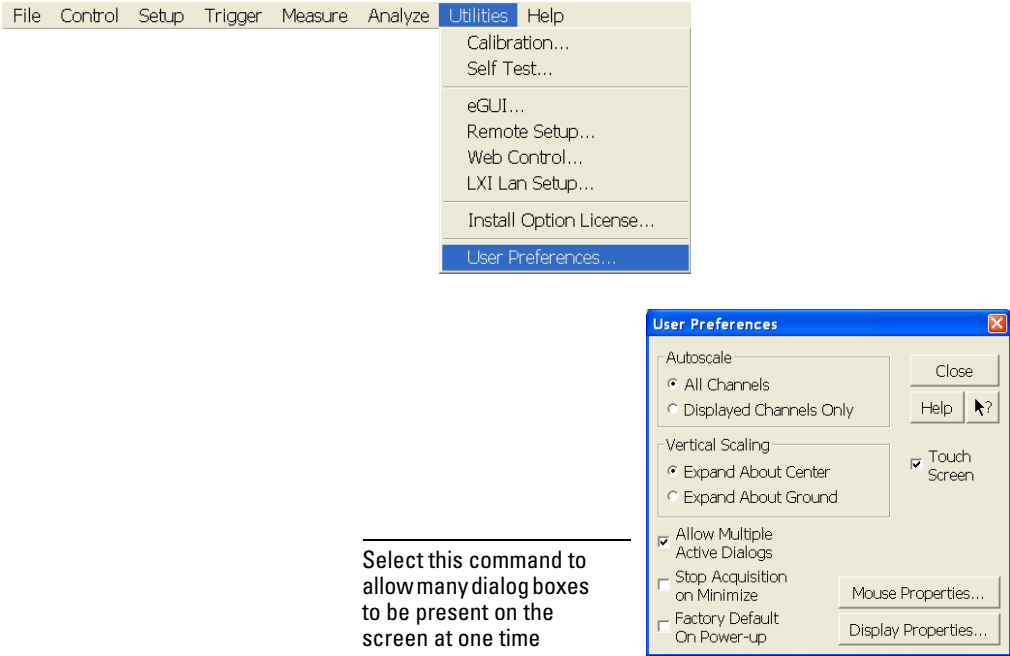 File Control Setup Trigger Measure Analyze Utilities Help
Calibration...
Self Test...
eGUI...
Remote Setup...
Web Control...
LXI Lan Setup...
Install Option License...
User Preferences...
User Preferences
Autoscale
All Channels
Displayed Channels Only
Close
Help ?
Vertical Scaling
Expand About Center
Expand About Ground
Touch
Screen
Allow Multiple
Active Dialogs
Stop Acquisition
on Minimize
Factory Default
On Power-up
Mouse Properties...
Display Properties...
Select this command to
allow many dialog boxes
to be present on the
screen at one time